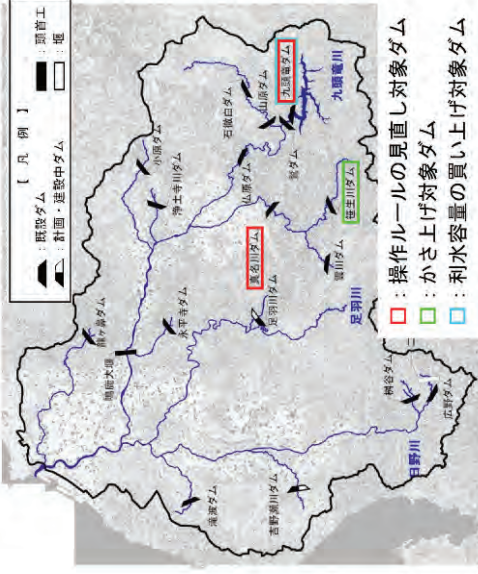 【 凡 例 】
: 既設ダム
: 計画・建設中ダム
: 頭首工
: 堰
龍ヶ鼻ダム
小原ダム
浄土寺川ダム
鳴鹿大堰
永平寺ダム
石徹白ダム
山原ダム
九頭竜ダム
仏原ダム
鷲ダム
九頭竜川
真名川ダム
滝波ダム
足羽川ダム
笹生川ダム
雲川ダム
吉野瀬川ダム
足羽川
日野川
桝谷ダム
広野ダム
: 操作ルールの見直し対象ダム
: かさ上げ対象ダム
: 利水容量の買い上げ対象ダム